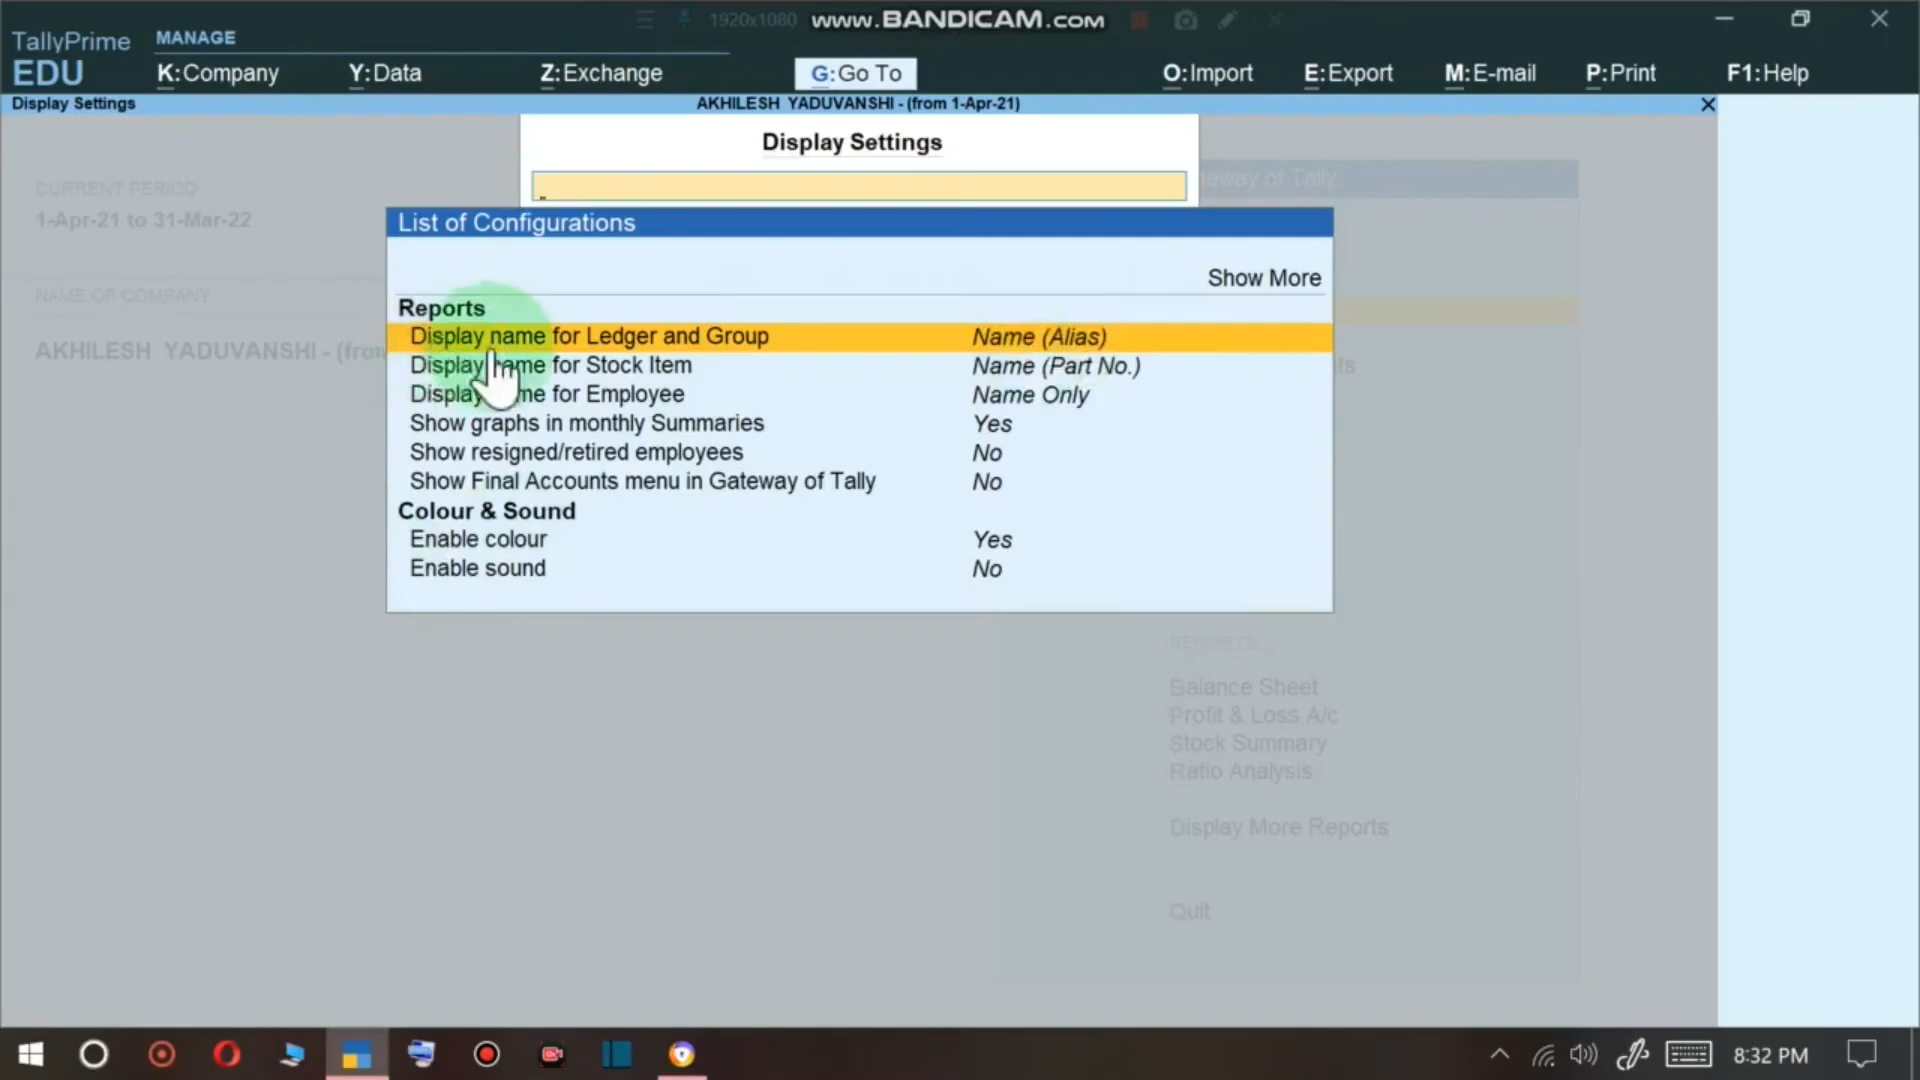 1920x1080 www.BANDICAM.com
TallyPrime MANAGE
EDU K:Company Y:Data Z:Exchange G:Go To O:Import E:Export M:E-mail P:Print F1:Help
Display Settings AKHILESH YADUVANSHI - (from 1-Apr-21)
Display Settings
CURRENT PERIOD
1-Apr-21 to 31-Mar-22
eway of Tally
List of Configurations
Show More
NAME OF COMPANY
AKHILESH YADUVANSHI - (from
Reports
Display name for Ledger and Group Name (Alias)
Display name for Stock Item Name (Part No.)
Display me for Employee Name Only
Show graphs in monthly Summaries Yes
Show resigned/retired employees No
Show Final Accounts menu in Gateway of Tally No
Colour & Sound
Enable colour Yes
Enable sound No
REPORTS
Balance Sheet
Profit & Loss A/c
Stock Summary
Ratio Analysis
Display More Reports
Quit
8:32 PM